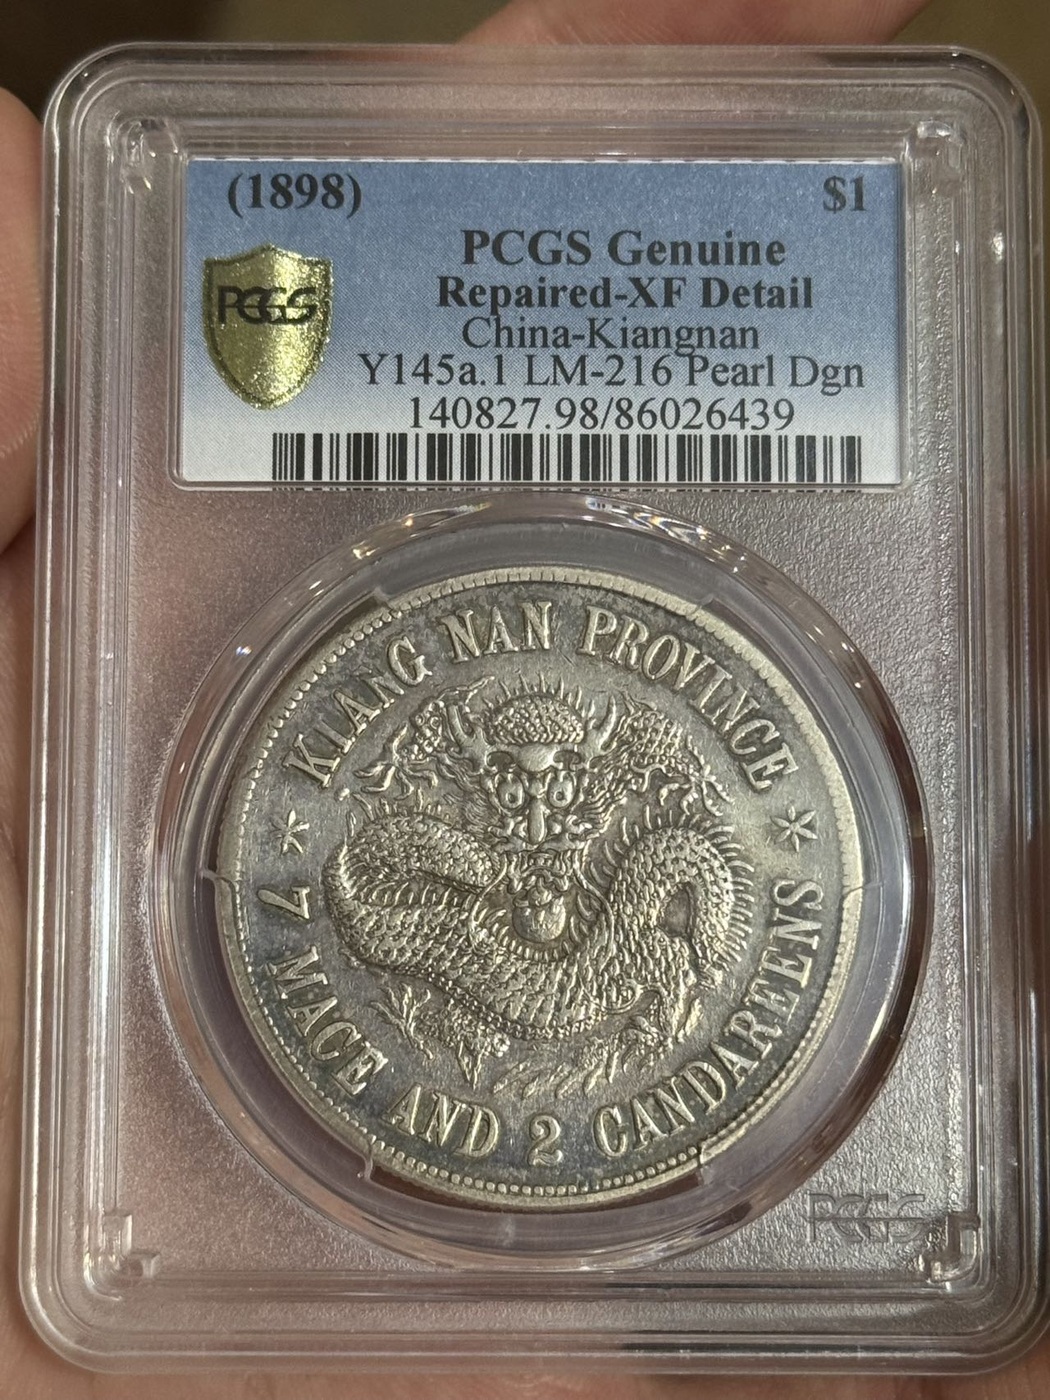 (1898) $1
PCGS Genuine
PCGS
Repaired-XF Detail
China-Kiangnan
Y145a.1 LM-216 Pearl Dgn
140827.98/86026439
KIANG NAN PROVINCE
7 MACE AND 2 CANDAREENS
PCGS